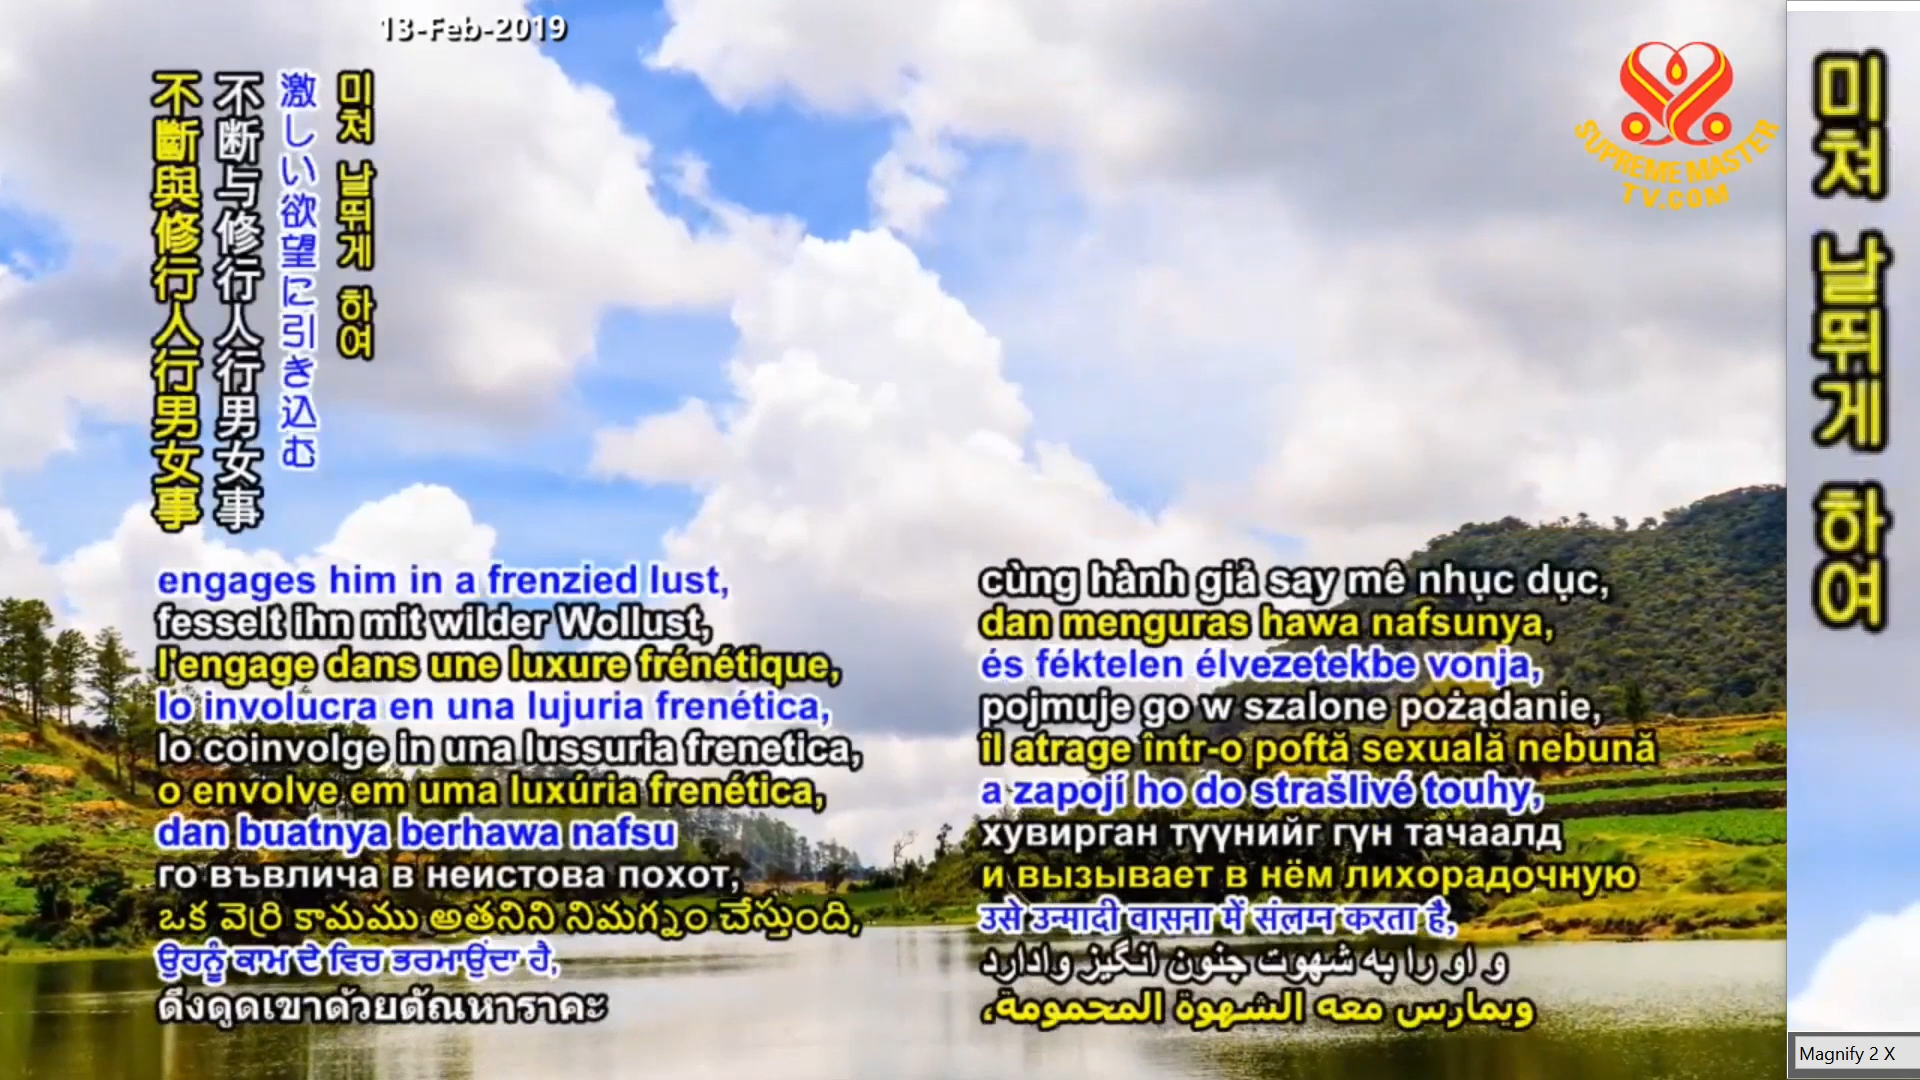 13-Feb-2019
不斷與修行人行男女事
不断与修行人行男女事
激しい欲望に引き込む
미쳐 날뛰게 하여
SUPREME MASTER
TV.COM
engages him in a frenzied lust,
fesselt ihn mit wilder Wollust,
l'engage dans une luxure frénétique,
lo involucra en una lujuria frenética,
lo coinvolge in una lussuria frenetica,
o envolve em uma luxúria frenética,
dan buatnya berhawa nafsu
го въвлича в неистова похот,
ఒక వెర్రి కామము అతనిని నిమగ్నం చేస్తుంది,
ਉਹਨੂੰ ਕਾਮ ਦੇ ਵਿਚ ਭਰਮਾਉਂਦਾ ਹੈ,
ดึงดูดเขาด้วยตัณหาราคะ
cùng hành giả say mê nhục dục,
dan menguras hawa nafsunya,
és féktelen élvezetekbe vonja,
pojmuje go w szalone pożądanie,
îl atrage într-o poftă sexuală nebună
a zapojí ho do strašlivé touhy,
хувирган түүнийг гүн тачаалд
и вызывает в нём лихорадочную
उसे उन्मादी वासना में संलग्न करता है,
و او را به شهوت جنون انگیز وادارد
ويمارس معه الشهوة المحمومة،
미쳐 날뛰게 하여
Magnify 2 X